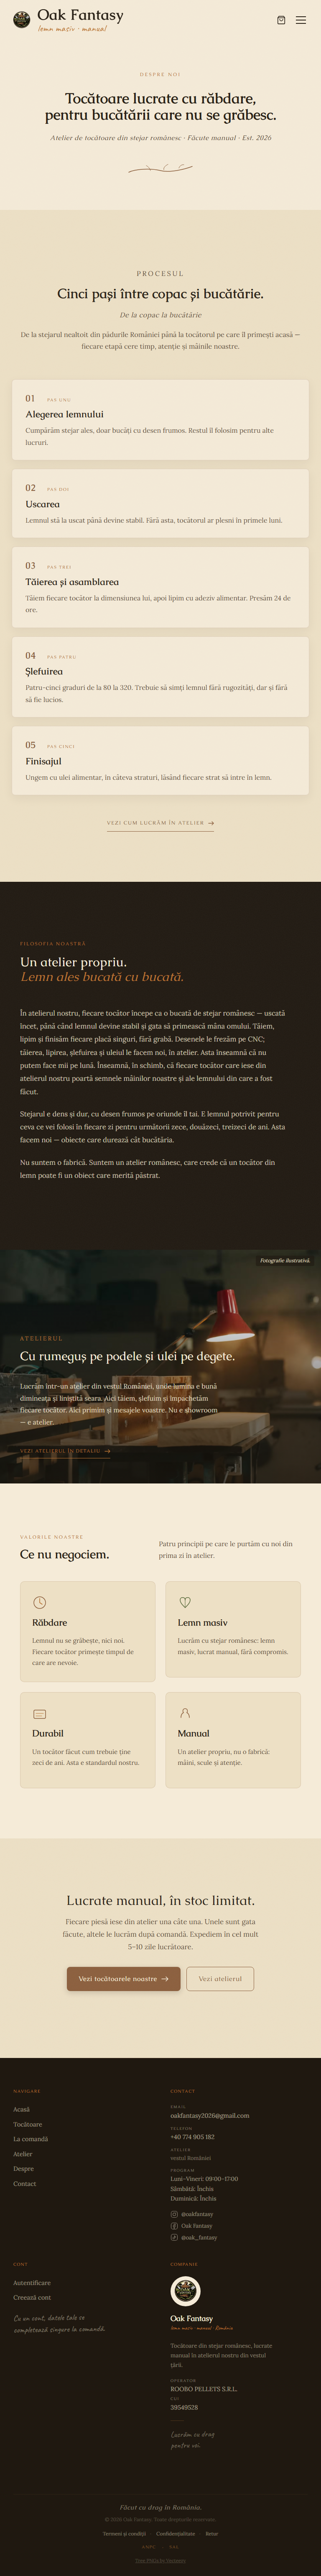 Oak Fantasy
lemn masiv · manual
DESPRE NOI
Tocătoare lucrate cu răbdare,
pentru bucătării care nu se grăbesc.
Atelier de tocătoare din stejar românesc · Făcute manual · Est. 2026
PROCESUL
Cinci pași între copac și bucătărie.
De la copac la bucătărie
De la stejarul nealtoit din pădurile României până la tocătorul pe care îl primești acasă —
fiecare etapă cere timp, atenție și mâinile noastre.
01 PAS UNU
Alegerea lemnului
Cumpărăm stejar ales, doar bucăți cu desen frumos. Restul îl folosim pentru alte
lucruri.
02 PAS DOI
Uscarea
Lemnul stă la uscat până devine stabil. Fără asta, tocătorul ar plesni în primele luni.
03 PAS TREI
Tăierea și asamblarea
Tăiem fiecare tocător la dimensiunea lui, apoi lipim cu adeziv alimentar. Presăm 24 de
ore.
04 PAS PATRU
Șlefuirea
Patru-cinci graduri de la 80 la 320. Trebuie să simți lemnul fără rugozități, dar și fără
să fie lucios.
05 PAS CINCI
Finisajul
Ungem cu ulei alimentar, în câteva straturi, lăsând fiecare strat să intre în lemn.
VEZI CUM LUCRĂM ÎN ATELIER →
FILOSOFIA NOASTRĂ
Un atelier propriu.
Lemn ales bucată cu bucată.
În atelierul nostru, fiecare tocător începe ca o bucată de stejar românesc — uscată
încet, până când lemnul devine stabil și gata să primească mâna omului. Tăiem,
lipim și finisăm fiecare placă singuri, fără grabă. Desenele le frezăm pe CNC;
tăierea, lipirea, șlefuirea și uleiul le facem noi, în atelier. Asta înseamnă că nu
putem face mii pe lună. Înseamnă, în schimb, că fiecare tocător care iese din
atelierul nostru poartă semnele mâinilor noastre și ale lemnului din care a fost
făcut.
Stejarul e dens și dur, cu desen frumos pe oriunde îl tai. E lemnul potrivit pentru
ceva ce vei folosi în fiecare zi pentru următorii zece, douăzeci, treizeci de ani. Asta
facem noi — obiecte care durează cât bucătăria.
Nu suntem o fabrică. Suntem un atelier românesc, care crede că un tocător din
lemn poate fi un obiect care merită păstrat.
Fotografie ilustrativă.
ATELIERUL
Cu rumeguș pe podele și ulei pe degete.
Lucrăm într-un atelier din vestul României, unde lumina e bună
dimineața și liniștită seara. Aici tăiem, șlefuim și împachetăm
fiecare tocător. Aici primim și mesajele voastre. Nu e showroom
— e atelier.
VEZI ATELIERUL ÎN DETALIU →
VALORILE NOASTRE
Ce nu negociem.
Patru principii pe care le purtăm cu noi din
prima zi în atelier.
Răbdare
Lemnul nu se grăbește, nici noi.
Fiecare tocător primește timpul de
care are nevoie.
Lemn masiv
Lucrăm cu stejar românesc: lemn
masiv, lucrat manual, fără compromis.
Durabil
Un tocător făcut cum trebuie ține
zeci de ani. Asta e standardul nostru.
Manual
Un atelier propriu, nu o fabrică:
mâini, scule și atenție.
Lucrate manual, în stoc limitat.
Fiecare piesă iese din atelier una câte una. Unele sunt gata
făcute, altele le lucrăm după comandă. Expediem în cel mult
5–10 zile lucrătoare.
Vezi tocătoarele noastre →
Vezi atelierul
NAVIGARE
Acasă
Tocătoare
La comandă
Atelier
Despre
Contact
CONTACT
EMAIL
oakfantasy2026@gmail.com
TELEFON
+40 774 905 182
ATELIER
vestul României
PROGRAM
Luni–Vineri: 09:00–17:00
Sâmbătă: Închis
Duminică: Închis
@oakfantasy
Oak Fantasy
@oak_fantasy
CONT
Autentificare
Creează cont
Cu un cont, datele tale se
completează singure la comandă.
COMPANIE
Oak Fantasy
lemn masiv · manual · România
Tocătoare din stejar românesc, lucrate
manual în atelierul nostru din vestul
țării.
OPERATOR
ROOBO PELLETS S.R.L.
CUI
39549528
Lucrăm cu drag
pentru voi
Făcut cu drag în România.
© 2026 Oak Fantasy. Toate drepturile rezervate.
Termeni și condiții · Confidențialitate · Retur
ANPC · SAL